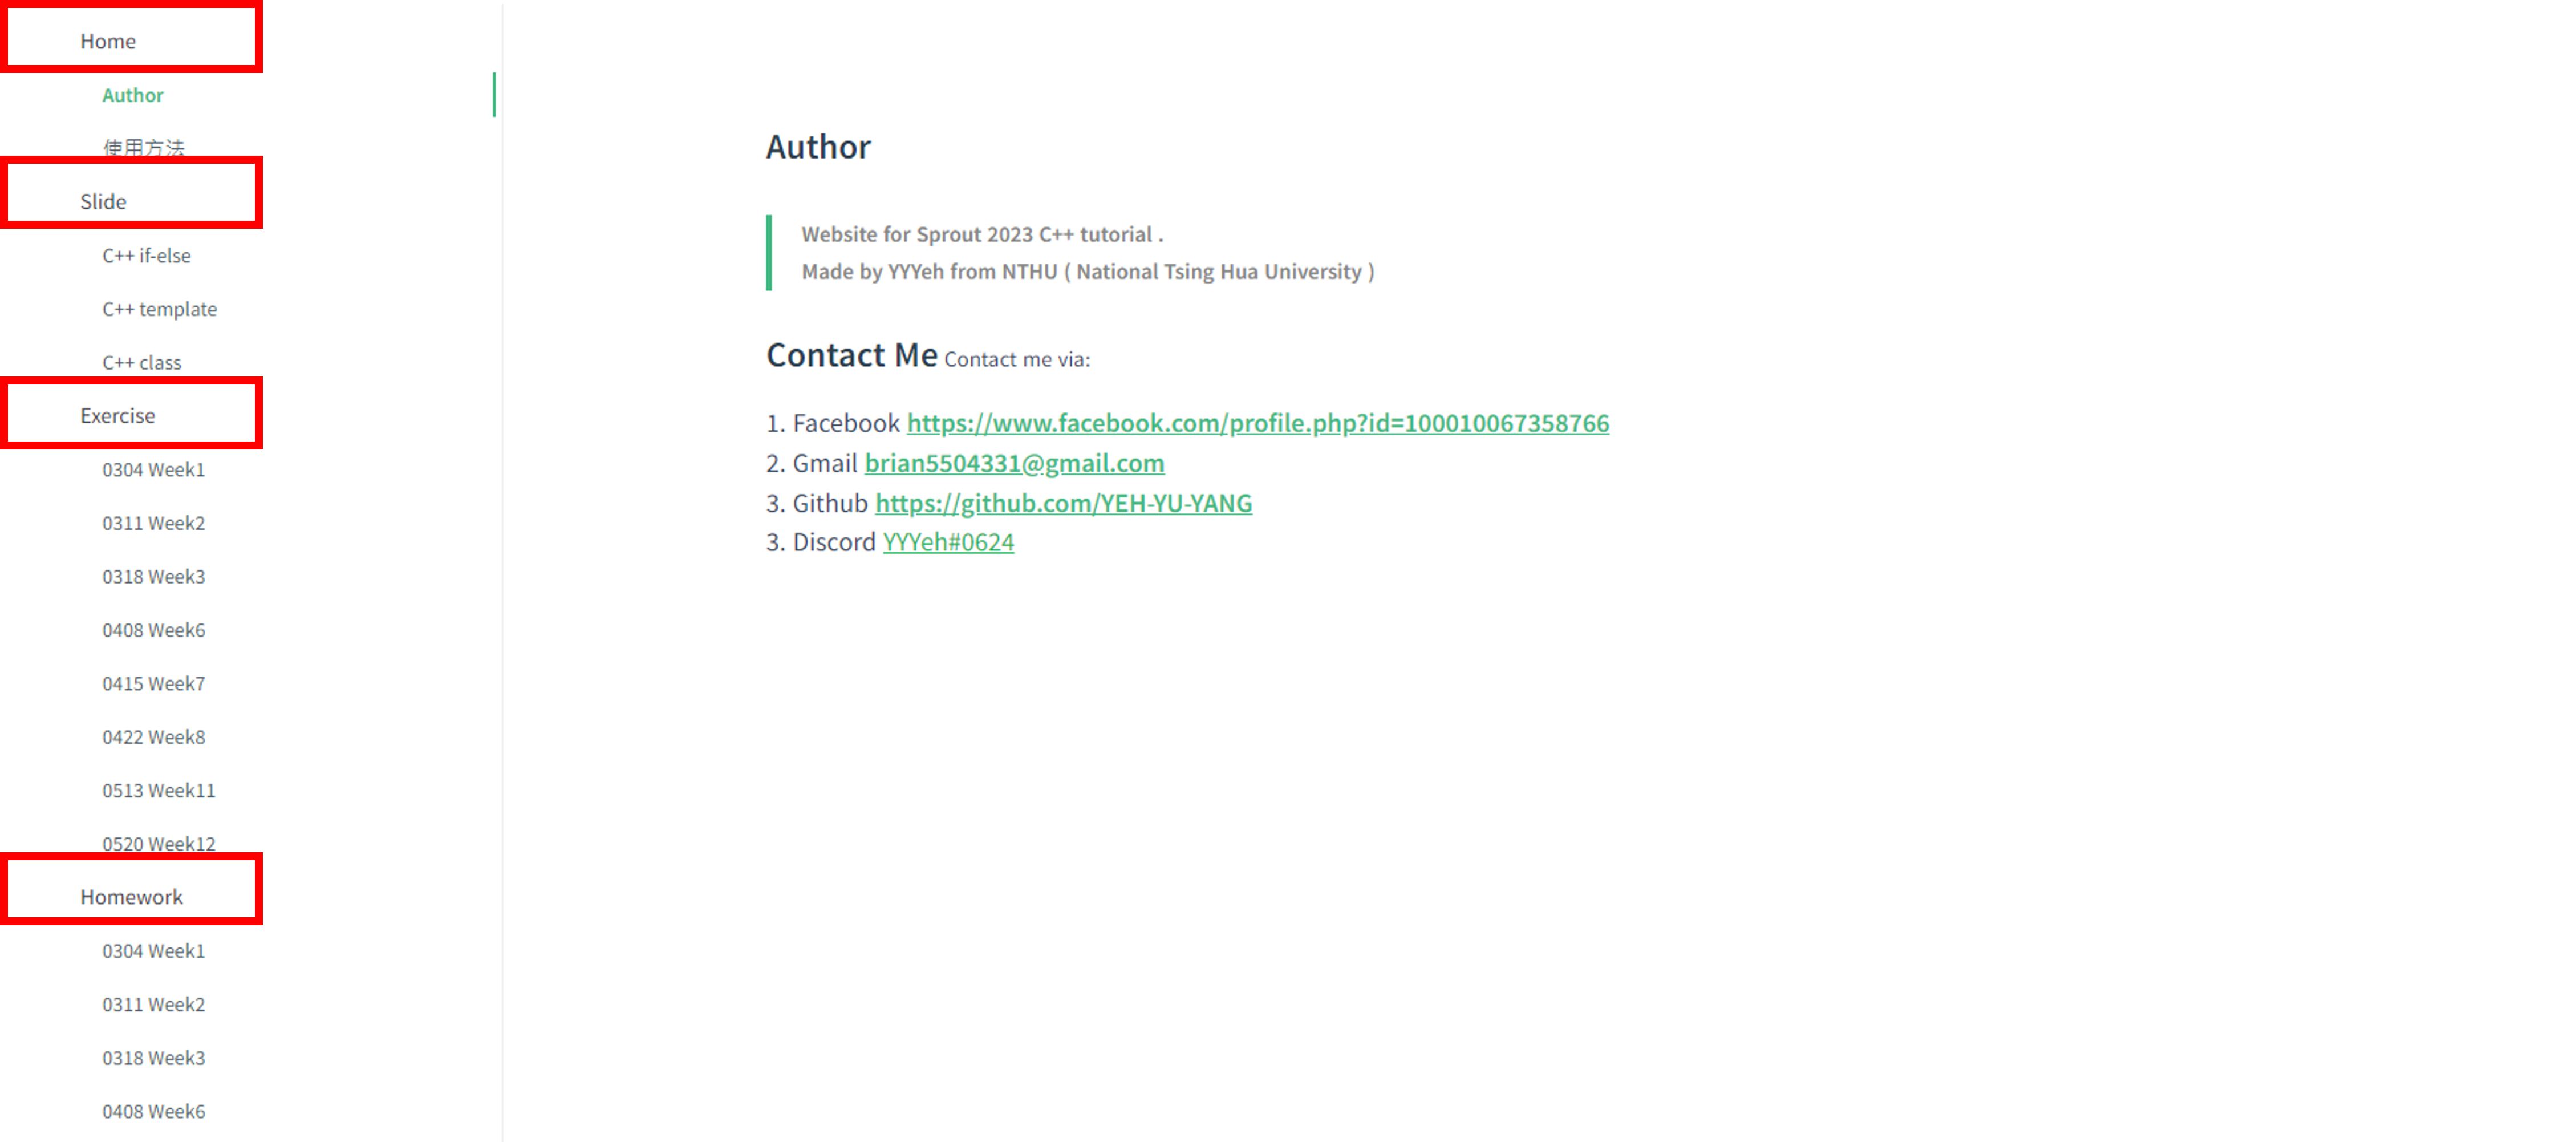 Home
Author
使用方法
Slide
C++ if-else
C++ template
C++ class
Exercise
0304 Week1
0311 Week2
0318 Week3
0408 Week6
0415 Week7
0422 Week8
0513 Week11
0520 Week12
Homework
0304 Week1
0311 Week2
0318 Week3
0408 Week6
Author
Website for Sprout 2023 C++ tutorial .
Made by YYYeh from NTHU ( National Tsing Hua University )
Contact Me Contact me via:
1. Facebook https://www.facebook.com/profile.php?id=100010067358766
2. Gmail brian5504331@gmail.com
3. Github https://github.com/YEH-YU-YANG
3. Discord YYYeh#0624